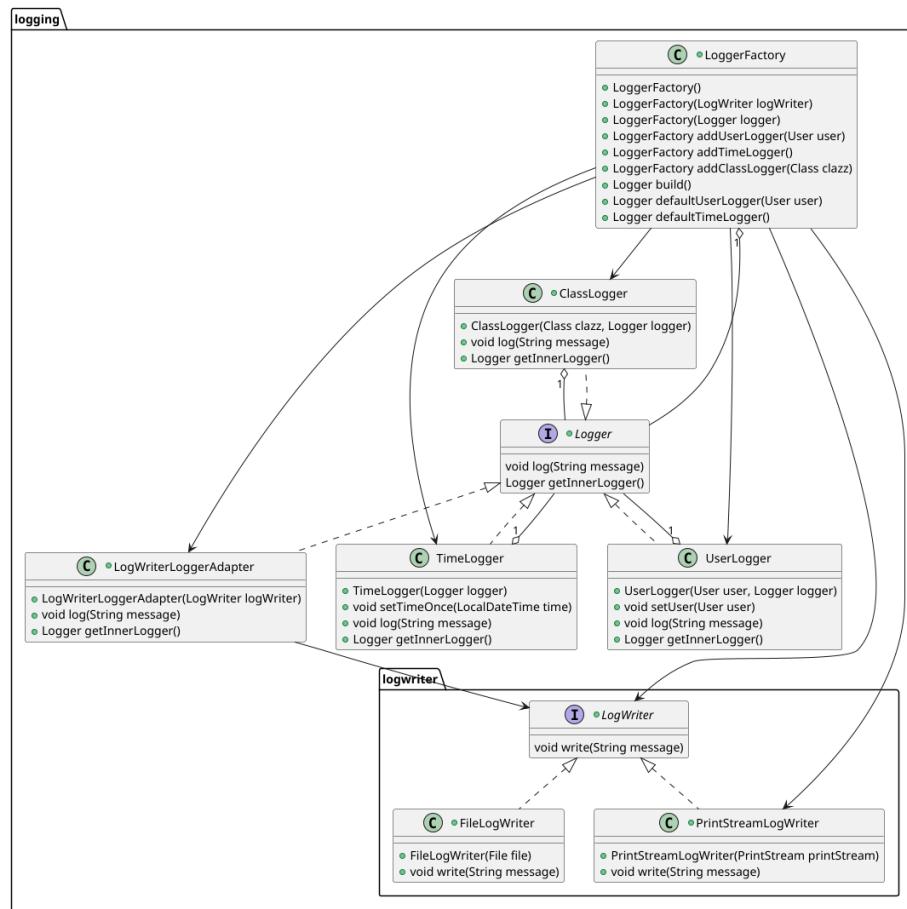 logging
C LoggerFactory
LoggerFactory()
LoggerFactory(LogWriter logWriter)
LoggerFactory(Logger logger)
LoggerFactory addUserLogger(User user)
LoggerFactory addTimeLogger()
LoggerFactory addClassLogger(Class clazz)
Logger build()
Logger defaultUserLogger(User user)
Logger defaultTimeLogger()
1
C ClassLogger
ClassLogger(Class clazz, Logger logger)
void log(String message)
Logger getInnerLogger()
1
I Logger
void log(String message)
Logger getInnerLogger()
1
1
C LogWriterLoggerAdapter
LogWriterLoggerAdapter(LogWriter logWriter)
void log(String message)
Logger getInnerLogger()
C TimeLogger
TimeLogger(Logger logger)
void setTimeOnce(LocalDateTime time)
void log(String message)
Logger getInnerLogger()
C UserLogger
UserLogger(User user, Logger logger)
void setUser(User user)
void log(String message)
Logger getInnerLogger()
logwriter
I LogWriter
void write(String message)
C FileLogWriter
FileLogWriter(File file)
void write(String message)
C PrintStreamLogWriter
PrintStreamLogWriter(PrintStream printStream)
void write(String message)